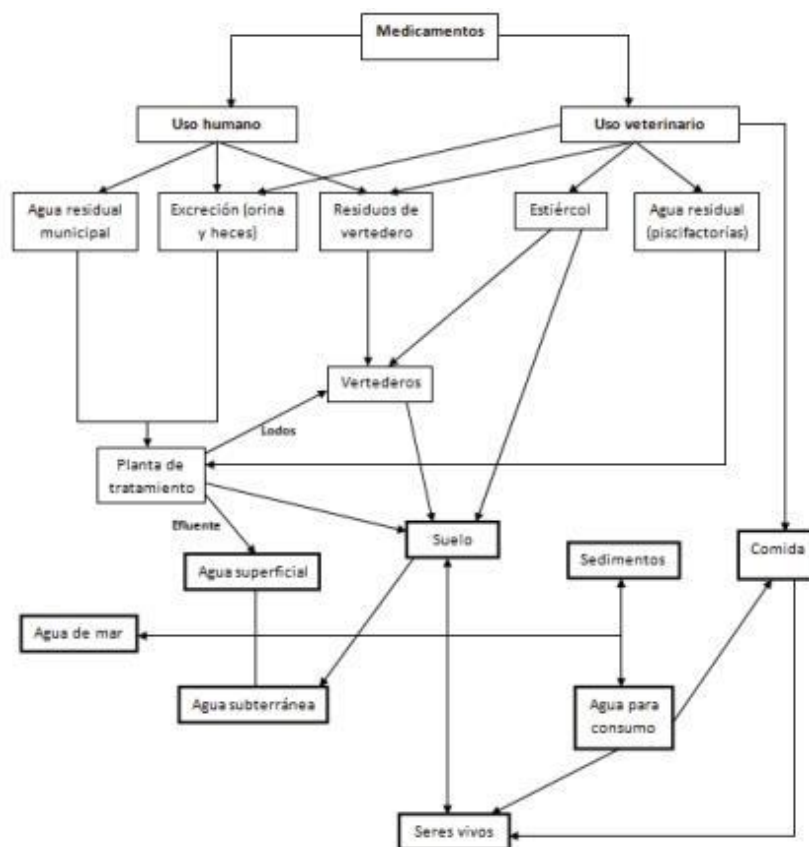 Medicamentos
Uso humano
Uso veterinario
Agua residual
municipal
Excreción (orina
y heces)
Residuos de
vertedero
Estiércol
Agua residual
(piscifactorías)
Vertederos
Lodos
Planta de
tratamiento
Efluente
Suelo
Comida
Sedimentos
Agua superficial
Agua de mar
Agua subterránea
Agua para
consumo
Seres vivos